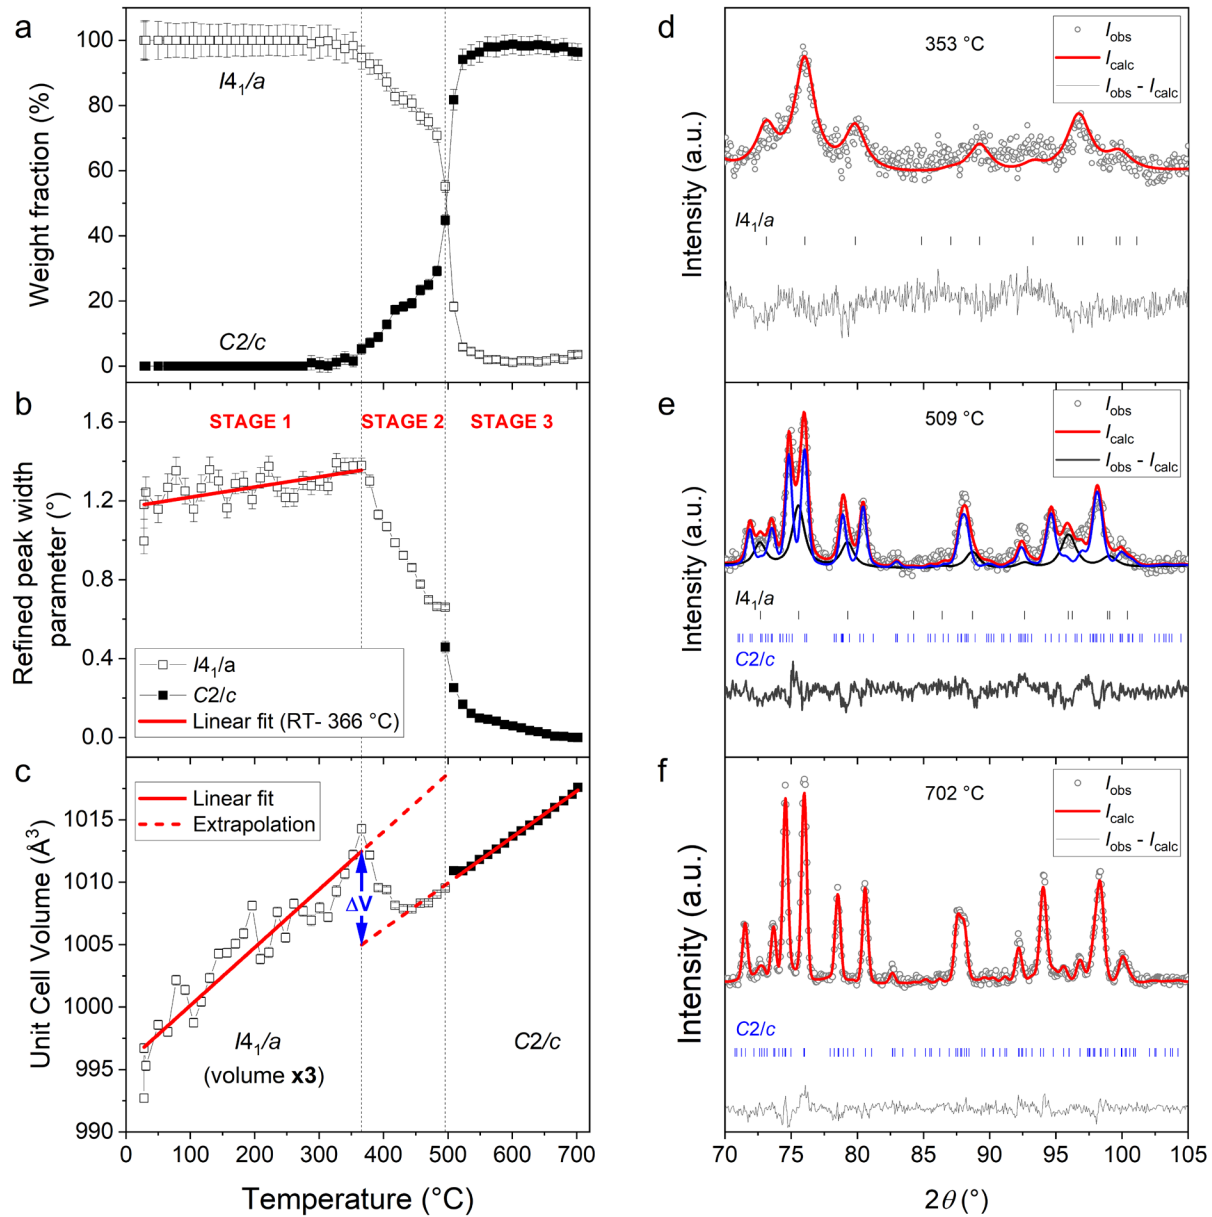 a
100
80
60
40
20
0
Weight fraction (%)
I4₁/a
C2/c
b
STAGE 1
STAGE 2
STAGE 3
1.6
1.2
0.8
0.4
0.0
Refined peak width
parameter (°)
I4₁/a
C2/c
Linear fit (RT- 366 °C)
c
Linear fit
Extrapolation
1015
1010
1005
1000
995
990
Unit Cell Volume (Å³)
ΔV
I4₁/a
(volume x3)
C2/c
0 100 200 300 400 500 600 700
Temperature (°C)
d
353 °C
Iobs
Icalc
Iobs - Icalc
Intensity (a.u.)
I4₁/a
e
509 °C
Iobs
Icalc
Iobs - Icalc
Intensity (a.u.)
I4₁/a
C2/c
f
702 °C
Iobs
Icalc
Iobs - Icalc
Intensity (a.u.)
C2/c
70 75 80 85 90 95 100 105
2θ (°)